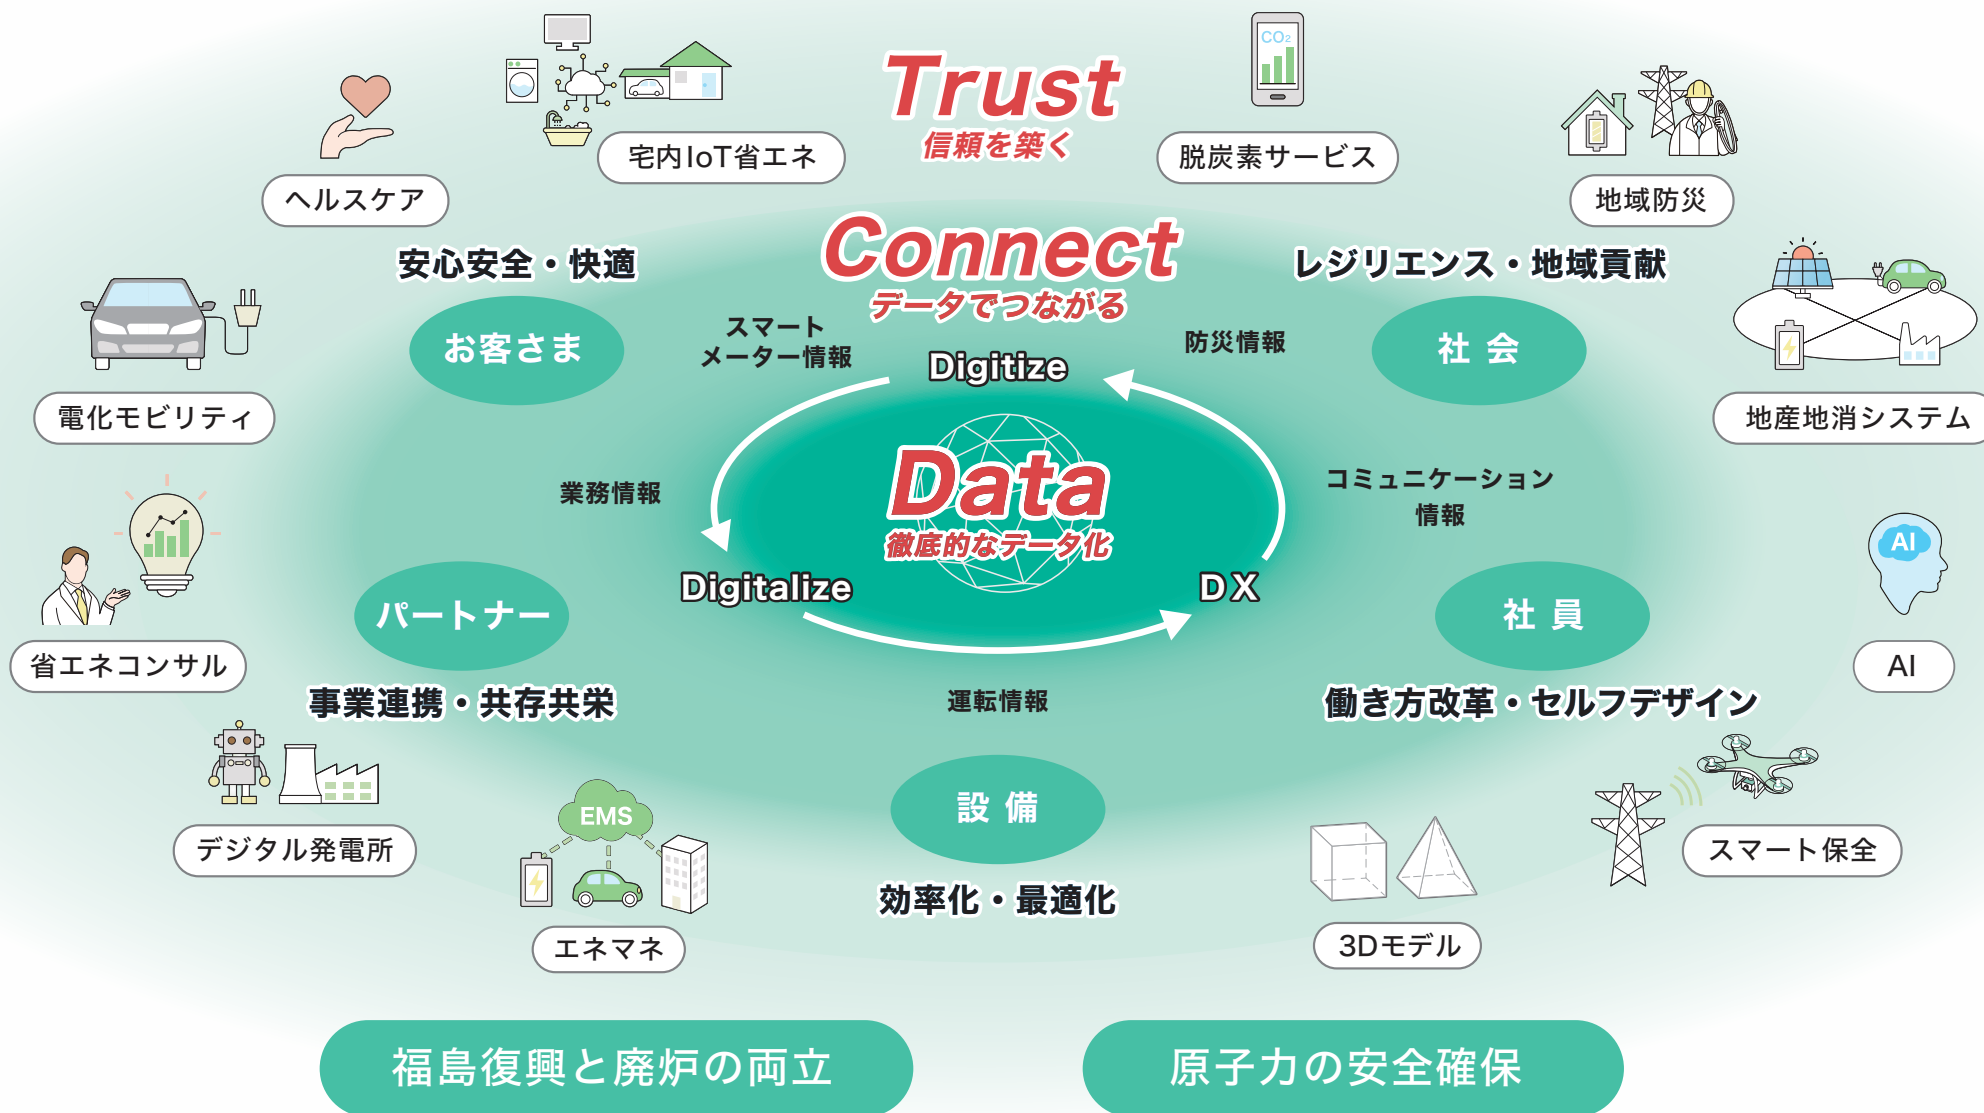 CO₂
Trust
信頼を築く
宅内IoT省エネ
脱炭素サービス
ヘルスケア
地域防災
Connect
データでつながる
安心安全・快適
レジリエンス・地域貢献
お客さま
スマート
メーター情報
防災情報
社会
Digitize
電化モビリティ
地産地消システム
Data
徹底的なデータ化
業務情報
コミュニケーション
情報
AI
Digitalize
DX
パートナー
社員
省エネコンサル
AI
事業連携・共存共栄
運転情報
働き方改革・セルフデザイン
設備
EMS
デジタル発電所
スマート保全
効率化・最適化
エネマネ
3Dモデル
福島復興と廃炉の両立
原子力の安全確保